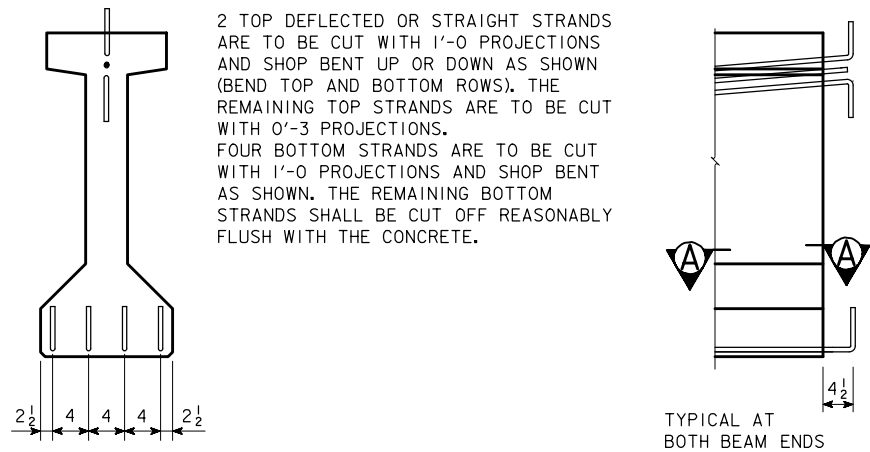 2 TOP DEFLECTED OR STRAIGHT STRANDS
ARE TO BE CUT WITH 1'-0 PROJECTIONS
AND SHOP BENT UP OR DOWN AS SHOWN
(BEND TOP AND BOTTOM ROWS). THE
REMAINING TOP STRANDS ARE TO BE CUT
WITH 0'-3 PROJECTIONS.
FOUR BOTTOM STRANDS ARE TO BE CUT
WITH 1'-0 PROJECTIONS AND SHOP BENT
AS SHOWN. THE REMAINING BOTTOM
STRANDS SHALL BE CUT OFF REASONABLY
FLUSH WITH THE CONCRETE.
A A
2½ 4 4 4 2½
4½
TYPICAL AT
BOTH BEAM ENDS